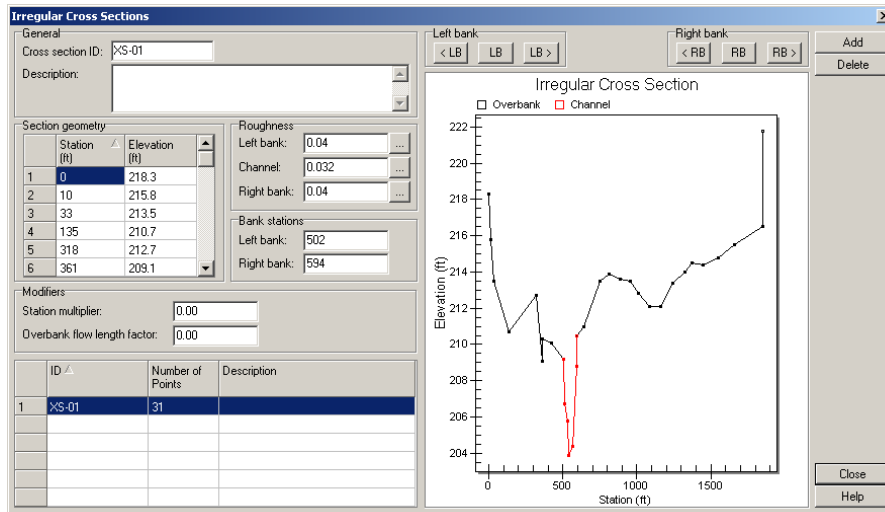 Irregular Cross Sections
General
Cross section ID: XS-01
Description:
Section geometry
Station (ft) Elevation (ft)
1 0 218.3
2 10 215.8
3 33 213.5
4 135 210.7
5 318 212.7
6 361 209.1
Roughness
Left bank: 0.04 ...
Channel: 0.032 ...
Right bank: 0.04 ...
Bank stations
Left bank: 502
Right bank: 594
Modifiers
Station multiplier: 0.00
Overbank flow length factor: 0.00
ID Number of Points Description
1 XS-01 31
Left bank
< LB LB LB >
Right bank
< RB RB RB >
Irregular Cross Section
Overbank Channel
Elevation (ft)
222
220
218
216
214
212
210
208
206
204
0 500 1000 1500
Station (ft)
Add
Delete
Close
Help